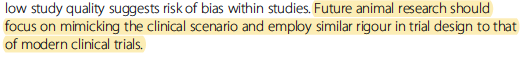 low study quality suggests risk of bias within studies. Future animal research should
focus on mimicking the clinical scenario and employ similar rigour in trial design to that
of modern clinical trials.